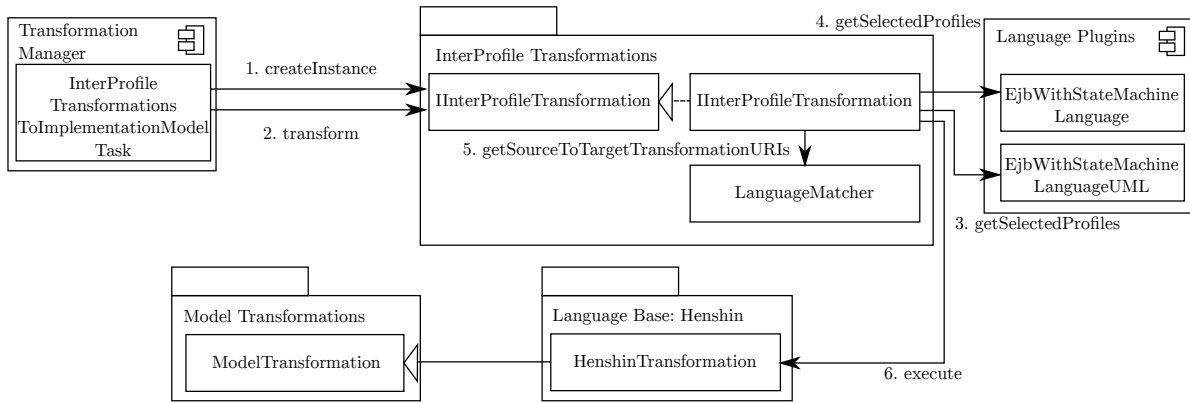 Transformation
Manager
InterProfile
Transformations
ToImplementationModel
Task
1. createInstance
2. transform
InterProfile Transformations
IInterProfileTransformation
IInterProfileTransformation
5. getSourceToTargetTransformationURIs
LanguageMatcher
4. getSelectedProfiles
Language Plugins
EjbWithStateMachine
Language
EjbWithStateMachine
LanguageUML
3. getSelectedProfiles
Model Transformations
ModelTransformation
Language Base: Henshin
HenshinTransformation
6. execute